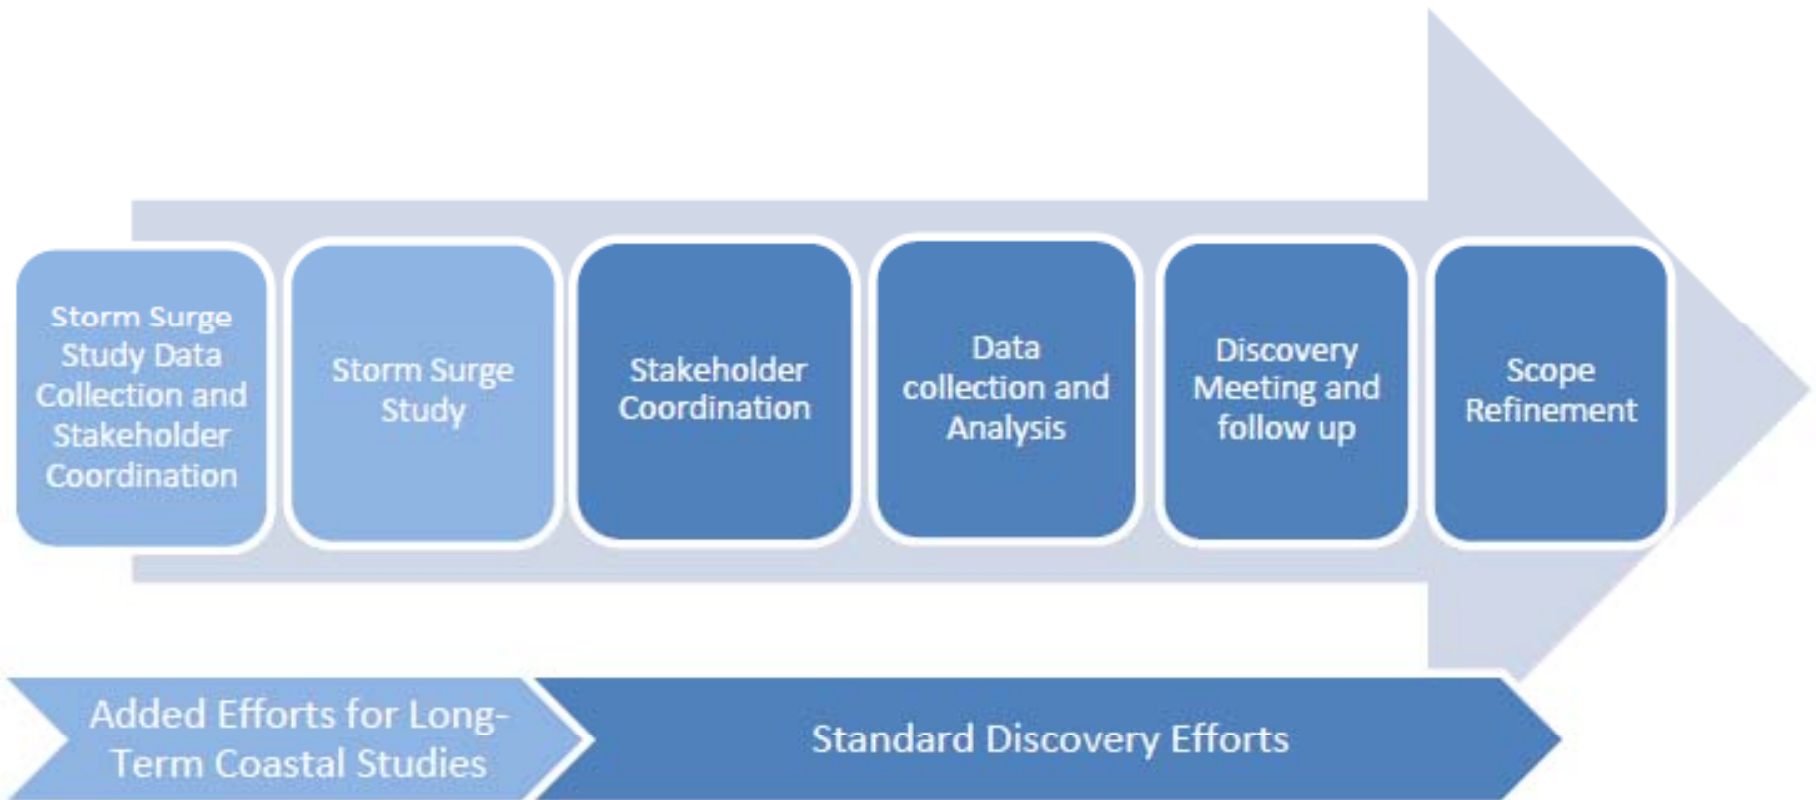 Storm Surge
Study Data
Collection and
Stakeholder
Coordination
Storm Surge
Study
Stakeholder
Coordination
Data
collection and
Analysis
Discovery
Meeting and
follow up
Scope
Refinement
Added Efforts for Long-
Term Coastal Studies
Standard Discovery Efforts